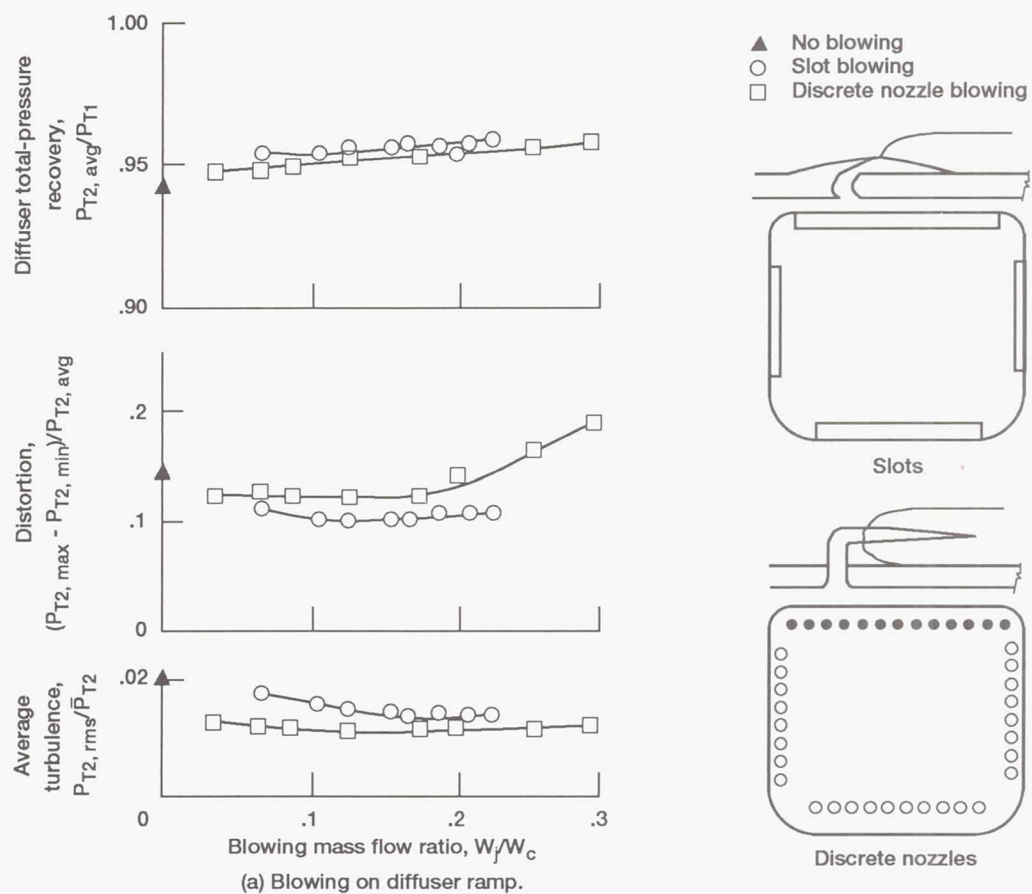 1.00
.95
.90
Diffuser total-pressure
recovery,
P_T2, avg/P_T1
.2
.1
0
Distortion,
(P_T2, max - P_T2, min)/P_T2, avg
.02
0
Average
turbulence,
P_T2, rms/P̅_T2
.1
.2
.3
Blowing mass flow ratio, W_j/W_c
(a) Blowing on diffuser ramp.
No blowing
Slot blowing
Discrete nozzle blowing
Slots
Discrete nozzles